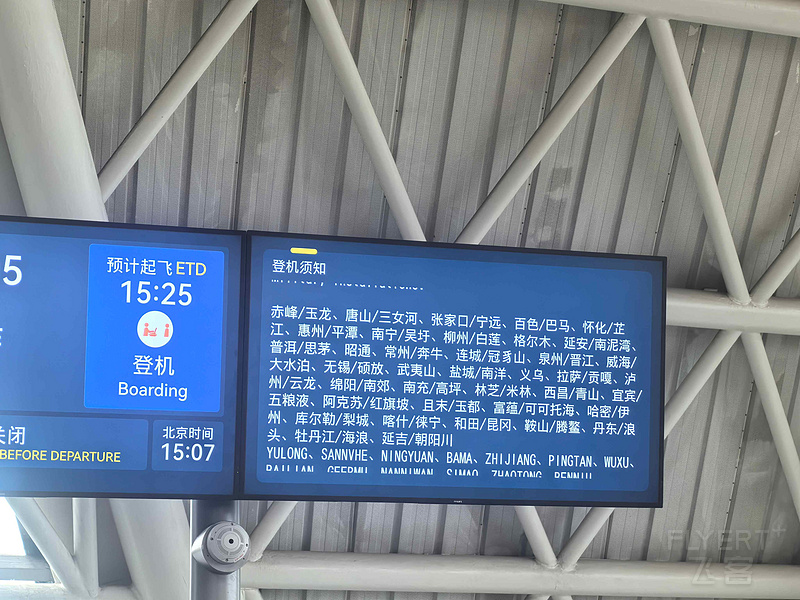 5
预计起飞 ETD
15:25
登机
Boarding
关闭
BEFORE DEPARTURE
北京时间
15:07
登机须知
赤峰/玉龙、唐山/三女河、张家口/宁远、百色/巴马、怀化/芷
江、惠州/平潭、南宁/吴圩、柳州/白莲、格尔木、延安/南泥湾、
普洱/思茅、昭通、常州/奔牛、连城/冠豸山、泉州/晋江、威海/
大水泊、无锡/硕放、武夷山、盐城/南洋、义乌、拉萨/贡嘎、泸
州/云龙、绵阳/南郊、南充/高坪、林芝/米林、西昌/青山、宜宾/
五粮液、阿克苏/红旗坡、且末/玉都、富蕴/可可托海、哈密/伊
州、库尔勒/梨城、喀什/徕宁、和田/昆冈、鞍山/腾鳌、丹东/浪
头、牡丹江/海浪、延吉/朝阳川
YULONG、SANNVHE、NINGYUAN、BAMA、ZHIJIANG、PINGTAN、WUXU、
BAILIAN、GEERMU、NANNIWAN、SIMAO、ZHAOTONG、BENNIU
FLYERT+
飞客